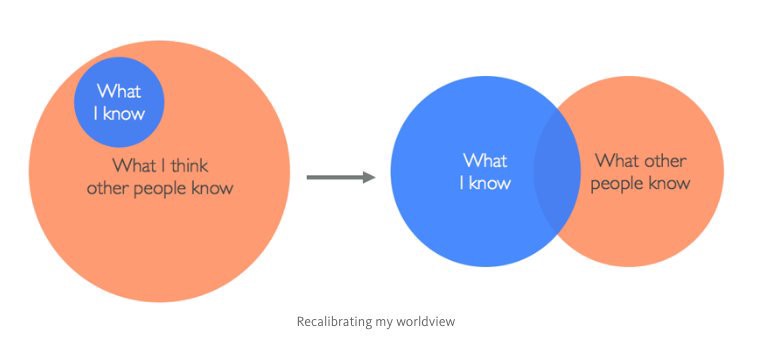 What
I know
What I think
other people know
What
I know
What other
people know
Recalibrating my worldview